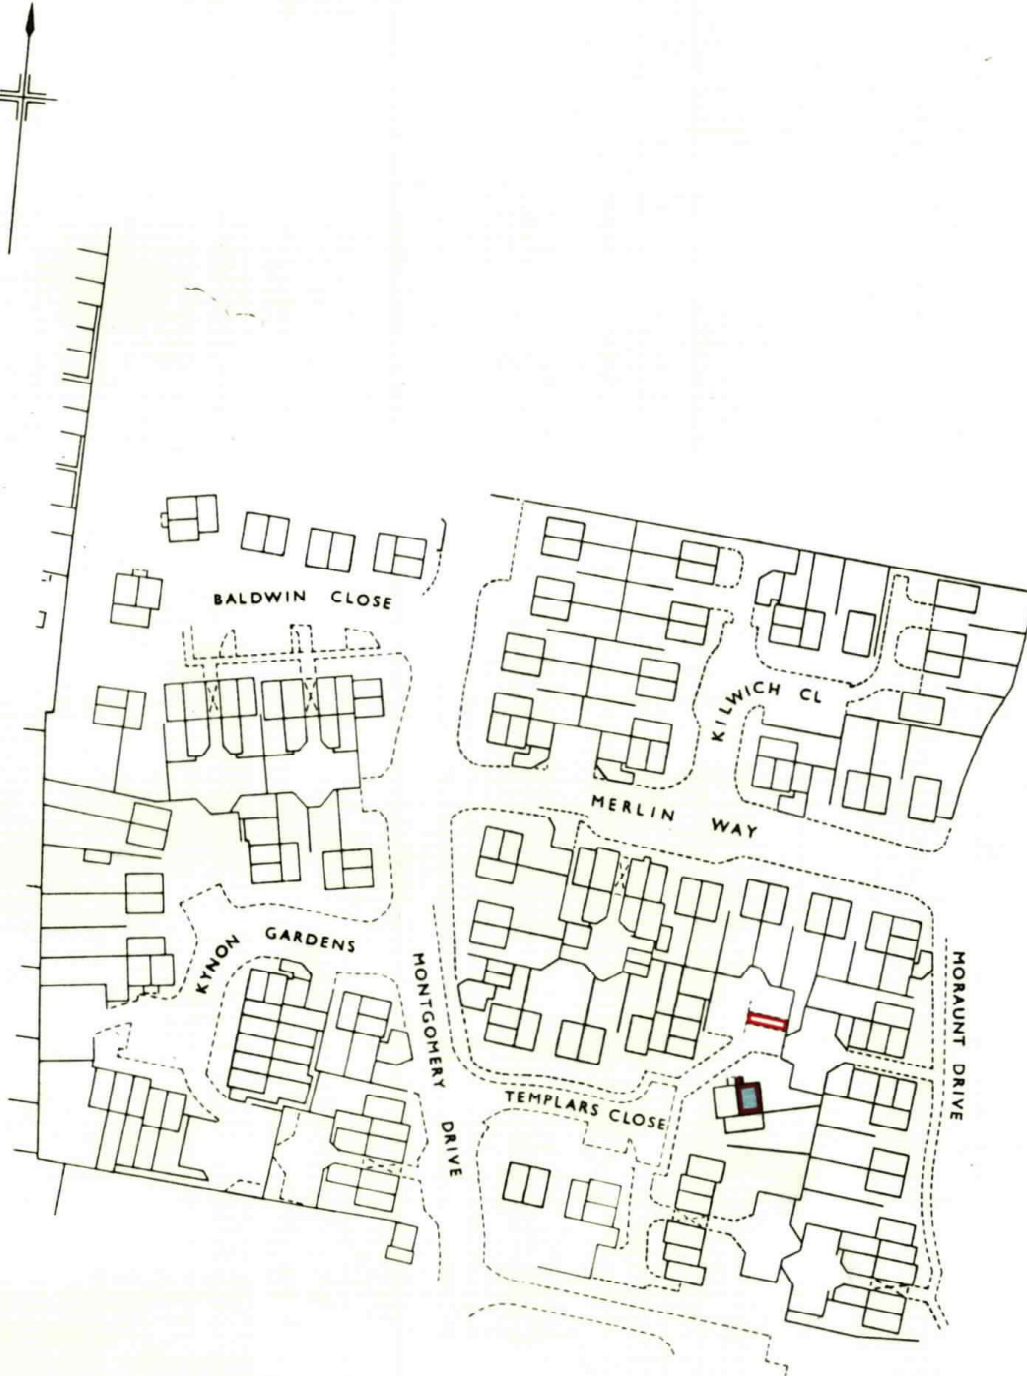 BALDWIN CLOSE
KILWICH CL
MERLIN WAY
KYNON GARDENS
MONTGOMERY DRIVE
MORAUNT DRIVE
TEMPLARS CLOSE